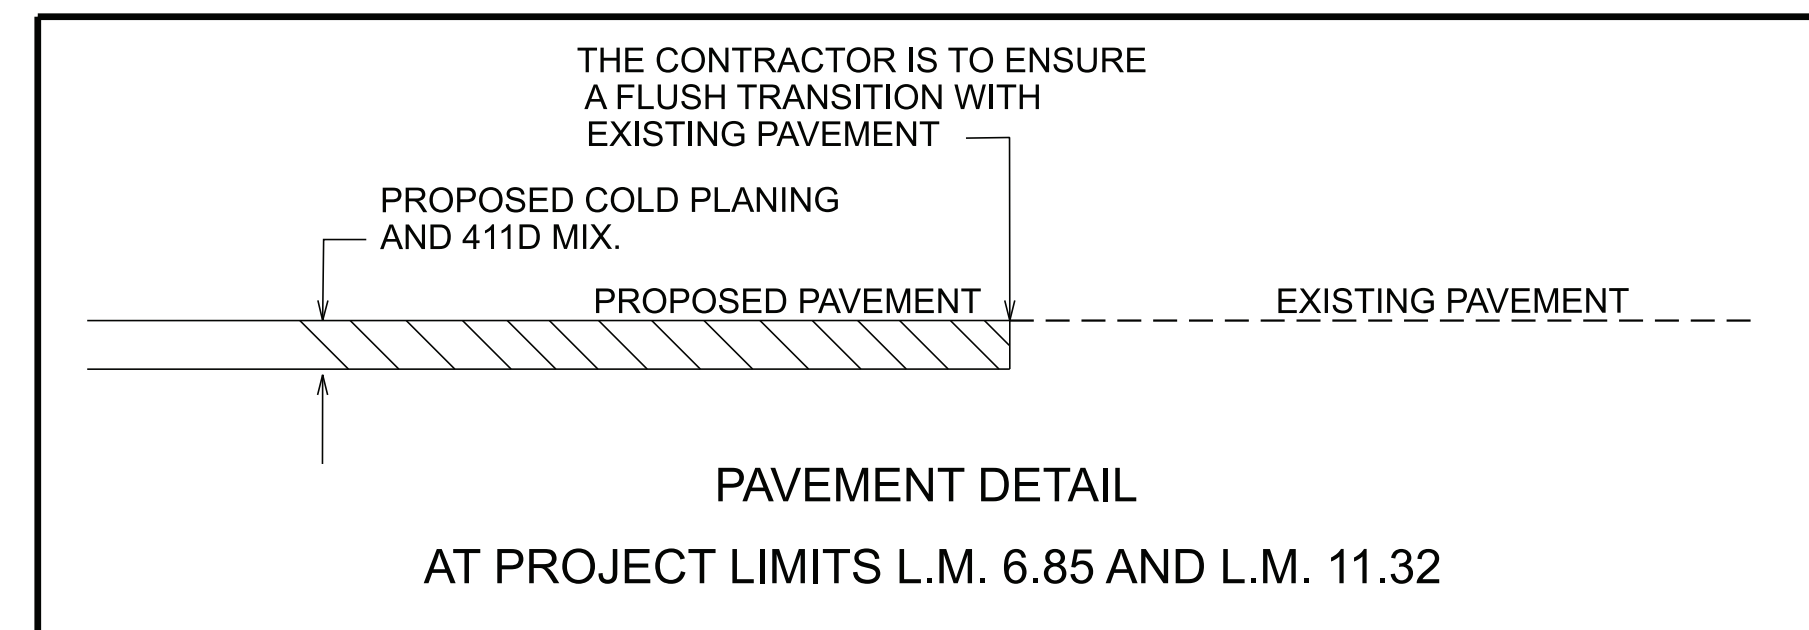 THE CONTRACTOR IS TO ENSURE
A FLUSH TRANSITION WITH
EXISTING PAVEMENT
PROPOSED COLD PLANING
AND 411D MIX.
PROPOSED PAVEMENT
EXISTING PAVEMENT
PAVEMENT DETAIL
AT PROJECT LIMITS L.M. 6.85 AND L.M. 11.32